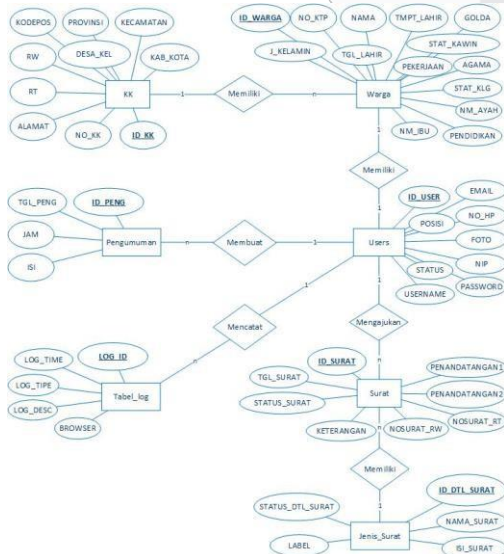 KODEPOS PROVINSI KECAMATAN
RW DESA_KEL KAB_KOTA
RT KK
ALAMAT NO_KK ID_KK
1 Memiliki n
ID_WARGA NO_KTP NAMA TMPT_LAHIR GOLDA
J_KELAMIN TGL_LAHIR STAT_KAWIN
PEKERJAAN AGAMA
Warga STAT_KLG
NM_AYAH
NM_IBU PENDIDIKAN
1
Memiliki
1
TGL_PENG ID_PENG
JAM Pengumuman
ISI
n Membuat 1
ID_USER EMAIL
POSISI NO_HP
Users FOTO
STATUS NIP
USERNAME PASSWORD
1
Mencatat
n
LOG_TIME LOG_ID
LOG_TIPE Tabel_log
LOG_DESC
BROWSER
1
Mengajukan
n
ID_SURAT
TGL_SURAT PENANDATANGAN1
STATUS_SURAT Surat PENANDATANGAN2
KETERANGAN NOSURAT_RW NOSURAT_RT
n
Memiliki
1
STATUS_DTL_SURAT ID_DTL_SURAT
LABEL Jenis_Surat NAMA_SURAT
ISI_SURAT